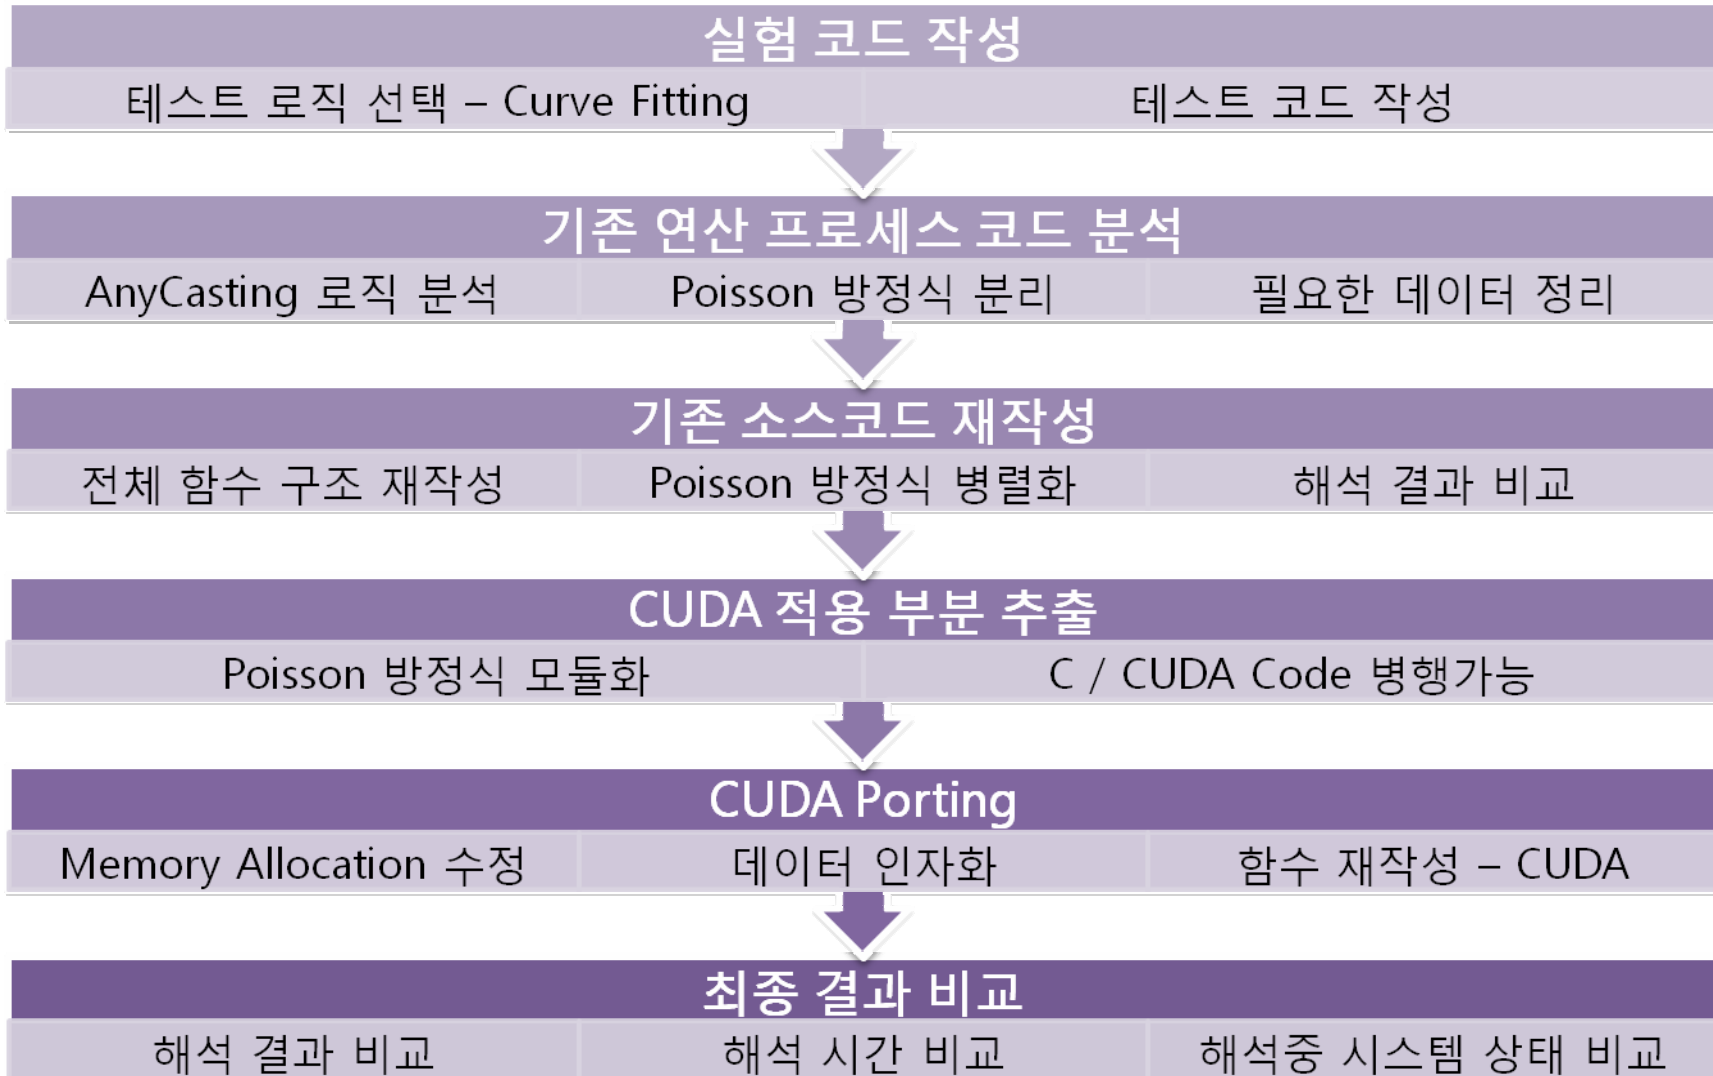 실험 코드 작성
테스트 로직 선택 – Curve Fitting
테스트 코드 작성
기존 연산 프로세스 코드 분석
AnyCasting 로직 분석
Poisson 방정식 분리
필요한 데이터 정리
기존 소스코드 재작성
전체 함수 구조 재작성
Poisson 방정식 병렬화
해석 결과 비교
CUDA 적용 부분 추출
Poisson 방정식 모듈화
C / CUDA Code 병행가능
CUDA Porting
Memory Allocation 수정
데이터 인자화
함수 재작성 – CUDA
최종 결과 비교
해석 결과 비교
해석 시간 비교
해석중 시스템 상태 비교